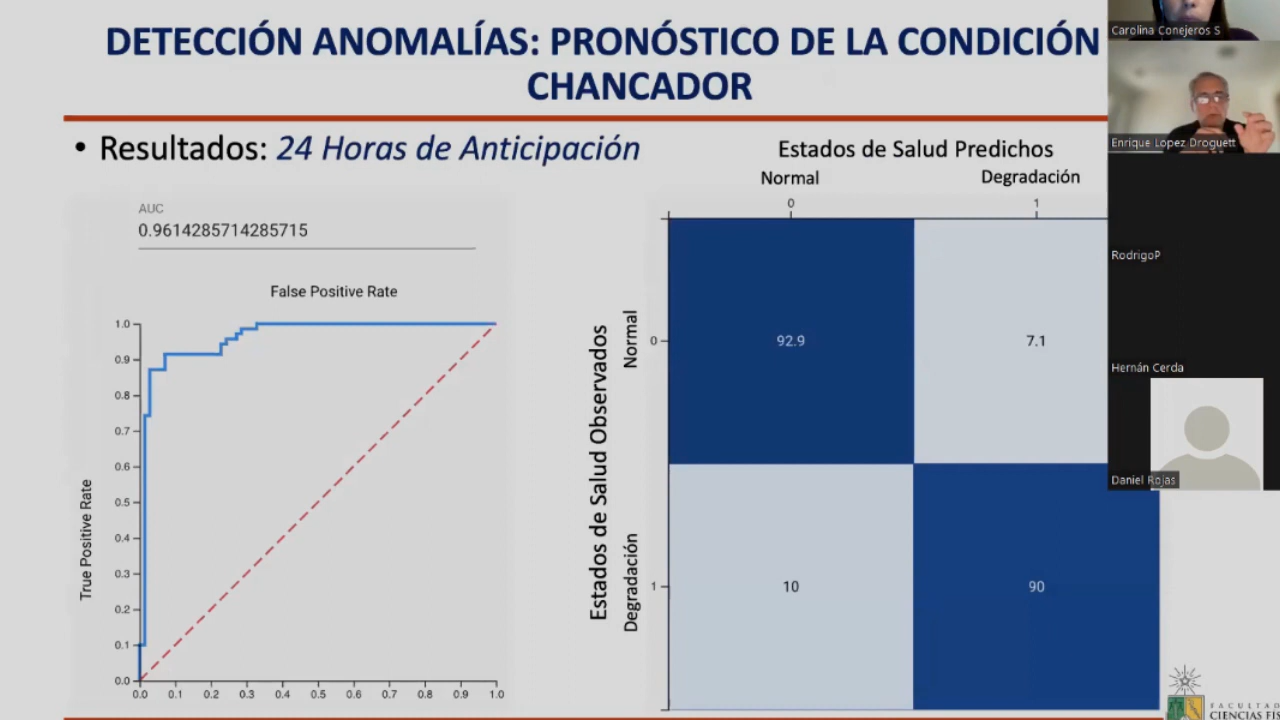 DETECCIÓN ANOMALÍAS: PRONÓSTICO DE LA CONDICIÓN
CHANCADOR
• Resultados: 24 Horas de Anticipación
AUC
0.9614285714285715
False Positive Rate
True Positive Rate
1.0
0.9
0.8
0.7
0.6
0.5
0.4
0.3
0.2
0.1
0.0
0.0 0.1 0.2 0.3 0.4 0.5 0.6 0.7 0.8 0.9 1.0
Estados de Salud Predichos
Normal Degradación
0 1
Estados de Salud Observados
Normal
Degradación
0
1
92.9 7.1
10 90
Carolina Conejeros S
Enrique Lopez Droguett
RodrigoP
Hernán Cerda
Daniel Rojas
FACULTAD
CIENCIAS FÍS